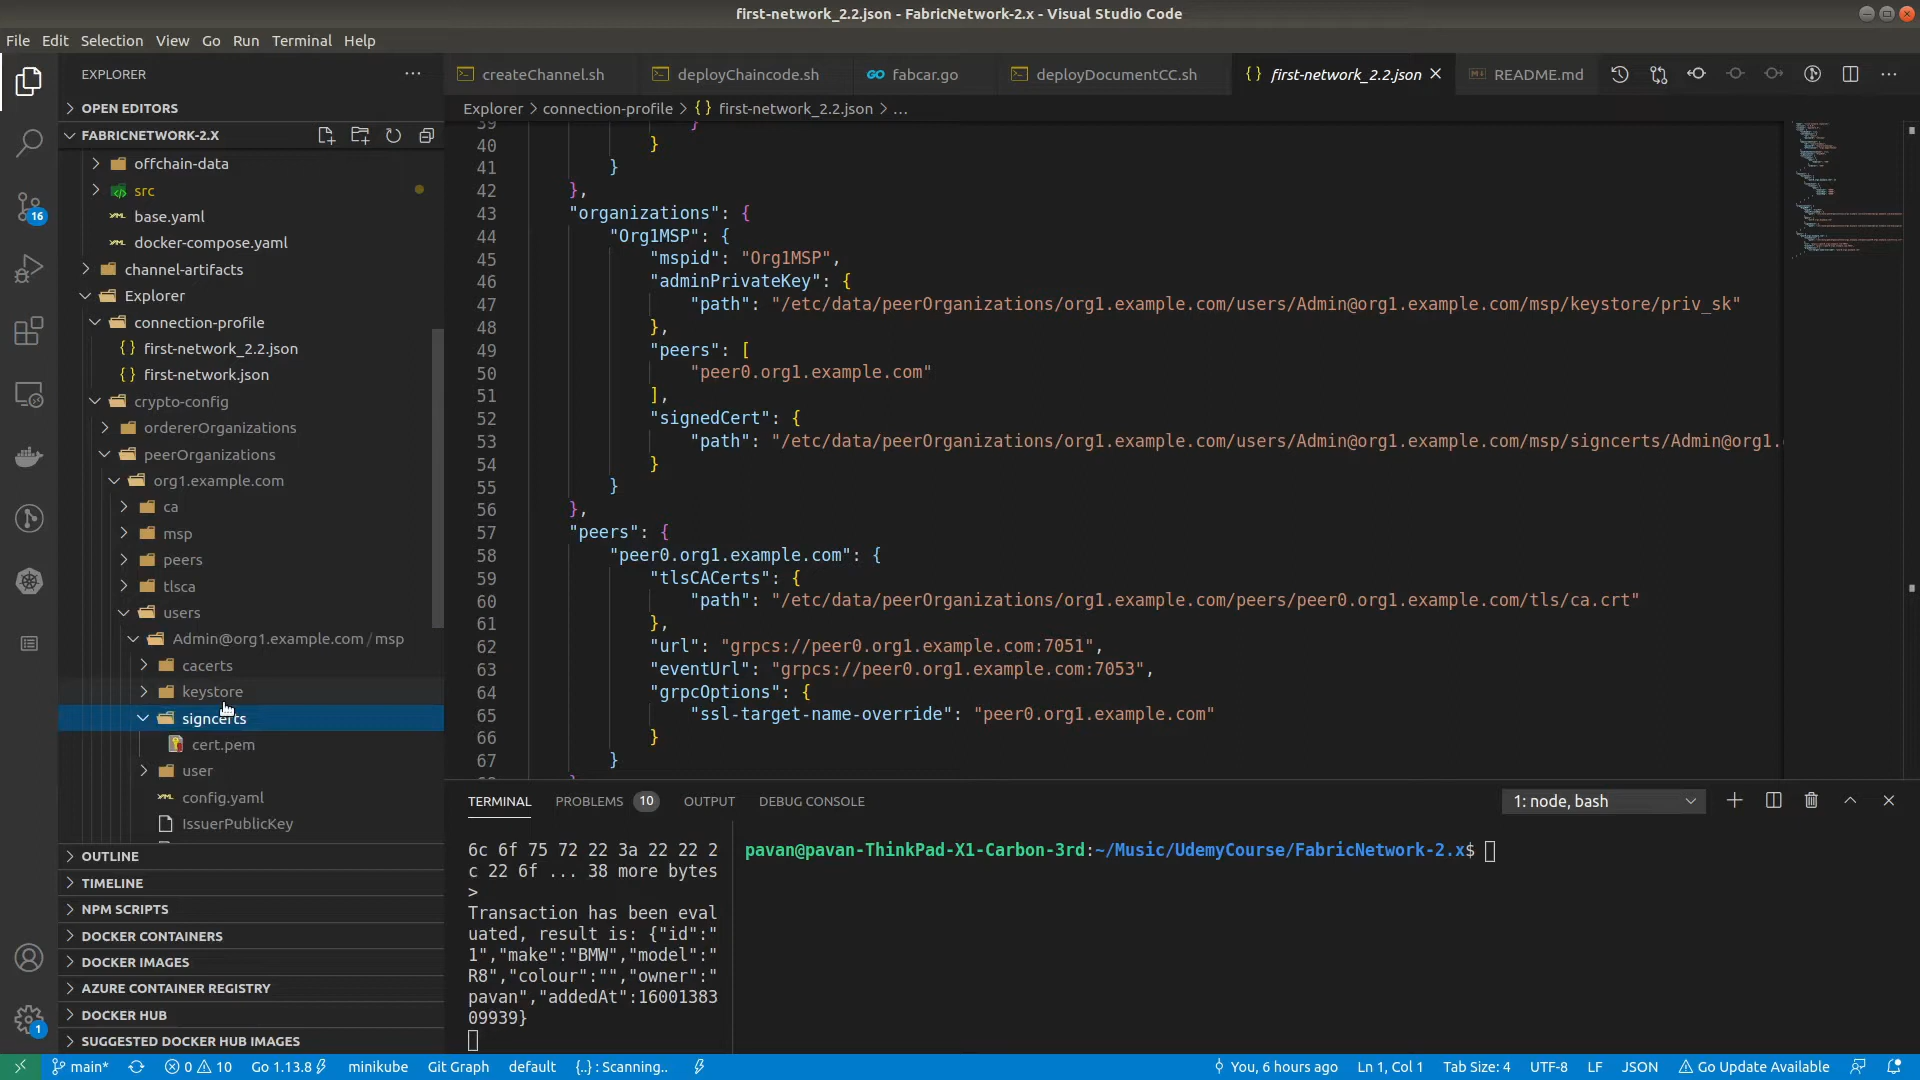 first-network_2.2.json - FabricNetwork-2.x - Visual Studio Code
File Edit Selection View Go Run Terminal Help
EXPLORER
OPEN EDITORS
FABRICNETWORK-2.X
offchain-data
src
base.yaml
docker-compose.yaml
channel-artifacts
Explorer
connection-profile
first-network_2.2.json
first-network.json
crypto-config
ordererOrganizations
peerOrganizations
org1.example.com
ca
msp
peers
tlsca
users
Admin@org1.example.com / msp
cacerts
keystore
signcerts
cert.pem
user
config.yaml
IssuerPublicKey
OUTLINE
TIMELINE
NPM SCRIPTS
DOCKER CONTAINERS
DOCKER IMAGES
AZURE CONTAINER REGISTRY
DOCKER HUB
SUGGESTED DOCKER HUB IMAGES
16
1
createChannel.sh deployChaincode.sh fabcar.go deployDocumentCC.sh {} first-network_2.2.json README.md
Explorer > connection-profile > {} first-network_2.2.json > ...
39 }
40 }
41 }
42 },
43 "organizations": {
44 "Org1MSP": {
45 "mspid": "Org1MSP",
46 "adminPrivateKey": {
47 "path": "/etc/data/peerOrganizations/org1.example.com/users/Admin@org1.example.com/msp/keystore/priv_sk"
48 },
49 "peers": [
50 "peer0.org1.example.com"
51 ],
52 "signedCert": {
53 "path": "/etc/data/peerOrganizations/org1.example.com/users/Admin@org1.example.com/msp/signcerts/Admin@org1.
54 }
55 }
56 },
57 "peers": {
58 "peer0.org1.example.com": {
59 "tlsCACerts": {
60 "path": "/etc/data/peerOrganizations/org1.example.com/peers/peer0.org1.example.com/tls/ca.crt"
61 },
62 "url": "grpcs://peer0.org1.example.com:7051",
63 "eventUrl": "grpcs://peer0.org1.example.com:7053",
64 "grpcOptions": {
65 "ssl-target-name-override": "peer0.org1.example.com"
66 }
67 }
TERMINAL PROBLEMS 10 OUTPUT DEBUG CONSOLE 1: node, bash
6c 6f 75 72 22 3a 22 22 2
c 22 6f ... 38 more bytes
>
Transaction has been eval
uated, result is: {"id":"
1","make":"BMW","model":"
R8","colour":"","owner":"
pavan","addedAt":16001383
09939}
pavan@pavan-ThinkPad-X1-Carbon-3rd:~/Music/UdemyCourse/FabricNetwork-2.x$
main* 0 10 Go 1.13.8 minikube Git Graph default {..} : Scanning.. You, 6 hours ago Ln 1, Col 1 Tab Size: 4 UTF-8 LF JSON Go Update Available